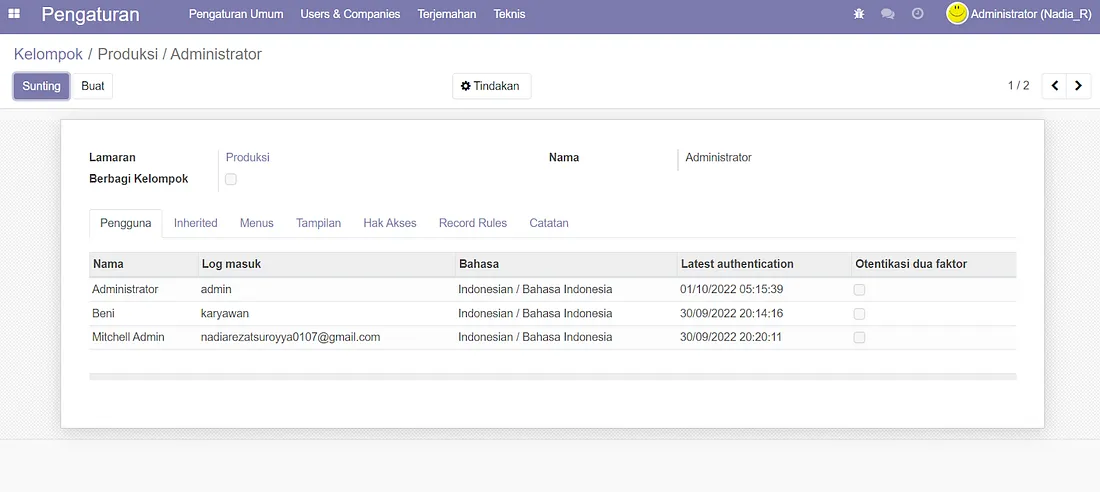 Pengaturan Pengaturan Umum Users & Companies Terjemahan Teknis Administrator (Nadia_R)
Kelompok / Produksi / Administrator
Sunting Buat Tindakan 1 / 2
Lamaran Produksi Nama Administrator
Berbagi Kelompok
Pengguna Inherited Menus Tampilan Hak Akses Record Rules Catatan
Nama Log masuk Bahasa Latest authentication Otentikasi dua faktor
Administrator admin Indonesian / Bahasa Indonesia 01/10/2022 05:15:39
Beni karyawan Indonesian / Bahasa Indonesia 30/09/2022 20:14:16
Mitchell Admin nadiarezatsuroyya0107@gmail.com Indonesian / Bahasa Indonesia 30/09/2022 20:20:11